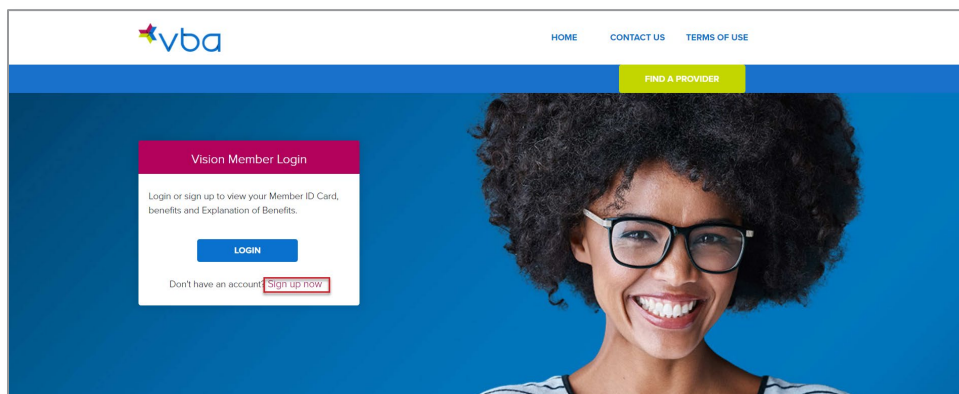 vba
HOME CONTACT US TERMS OF USE
FIND A PROVIDER
Vision Member Login
Login or sign up to view your Member ID Card,
benefits and Explanation of Benefits.
LOGIN
Don't have an account? Sign up now